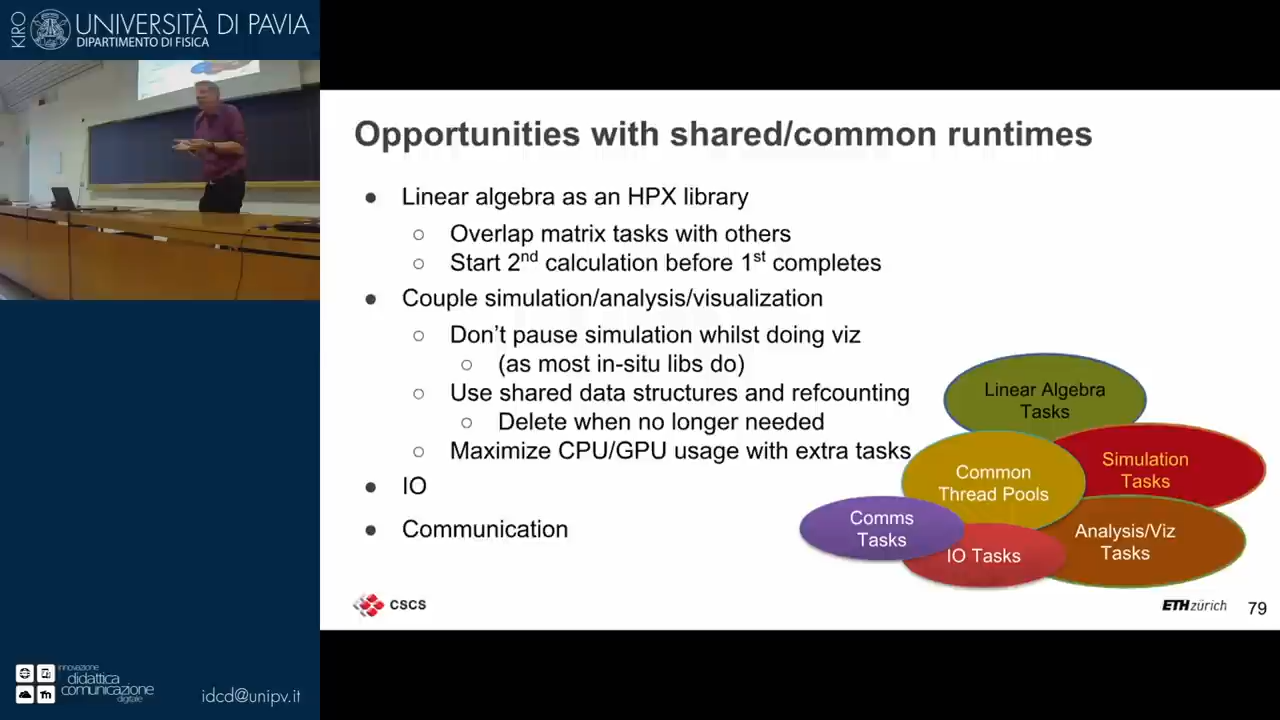 KIRO
UNIVERSITÀ DI PAVIA
DIPARTIMENTO DI FISICA
Opportunities with shared/common runtimes
● Linear algebra as an HPX library
○ Overlap matrix tasks with others
○ Start 2nd calculation before 1st completes
● Couple simulation/analysis/visualization
○ Don't pause simulation whilst doing viz
○ (as most in-situ libs do)
○ Use shared data structures and refcounting
○ Delete when no longer needed
○ Maximize CPU/GPU usage with extra tasks
● IO
● Communication
Linear Algebra
Tasks
Simulation
Tasks
Common
Thread Pools
Comms
Tasks
Analysis/Viz
Tasks
IO Tasks
CSCS
ETH zürich
79
innovazione
didattica
comunicazione
digitale
idcd@unipv.it